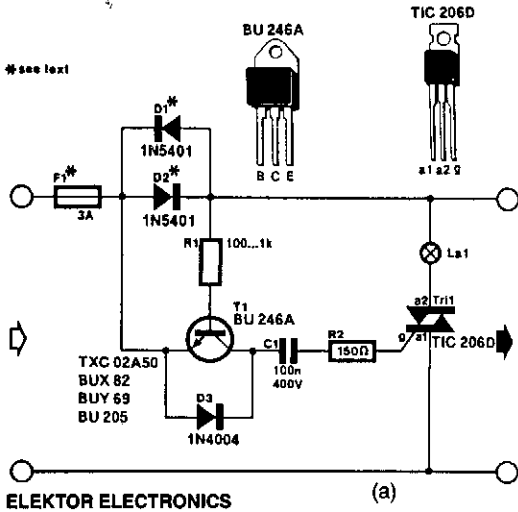 BU 246A
TIC 206D
*see text
B C E
a1 a2 g
D1*
1N5401
F1*
3A
D2*
1N5401
R1
100...1k
La1
T1
BU 246A
a2 Tri1
g a1
TIC 206D
C1
100n
400V
R2
150Ω
TXC 02A50
BUX 82
BUY 69
BU 205
D3
1N4004
ELEKTOR ELECTRONICS
(a)